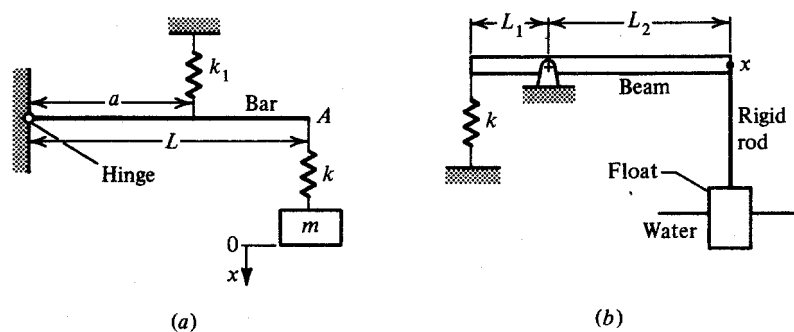 L₁ L₂
k₁
a Bar A
x
Beam
L
k
Rigid rod
Hinge
k
Float
m
0
Water
x
(a) (b)